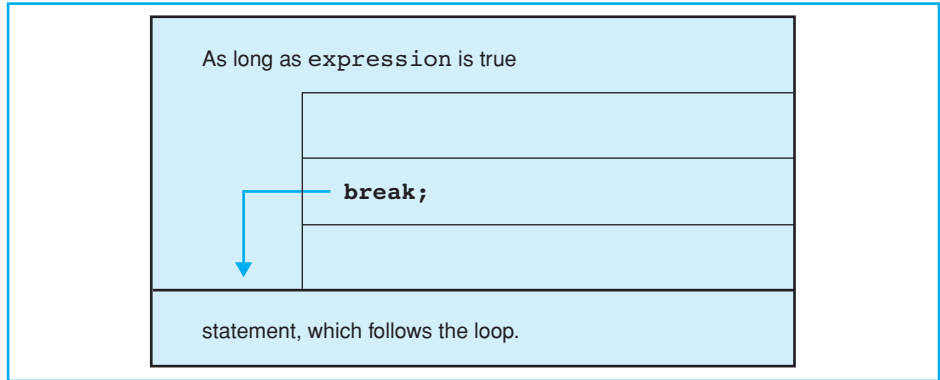 As long as expression is true
break;
statement, which follows the loop.